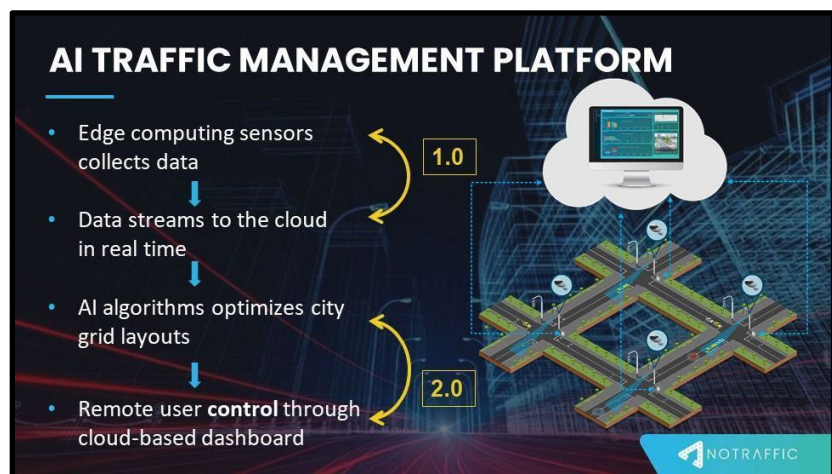 AI TRAFFIC MANAGEMENT PLATFORM
• Edge computing sensors
collects data
1.0
• Data streams to the cloud
in real time
• AI algorithms optimizes city
grid layouts
2.0
• Remote user control through
cloud-based dashboard
NOTRAFFIC